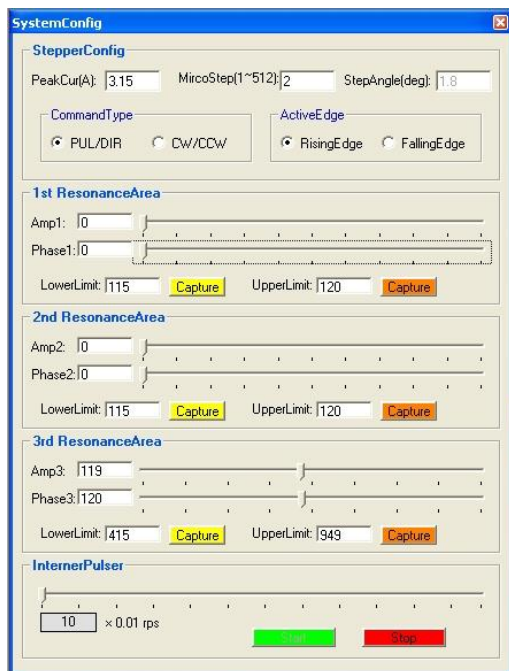 SystemConfig
StepperConfig
PeakCur(A): 3.15 MircoStep(1~512): 2 StepAngle(deg): 1.8
CommandType ActiveEdge
PUL/DIR CW/CCW RisingEdge FallingEdge
1st ResonanceArea
Amp1: 0
Phase1: 0
LowerLimit: 115 Capture UpperLimit: 120 Capture
2nd ResonanceArea
Amp2: 0
Phase2: 0
LowerLimit: 115 Capture UpperLimit: 120 Capture
3rd ResonanceArea
Amp3: 119
Phase3: 120
LowerLimit: 415 Capture UpperLimit: 949 Capture
InternerPulser
10 × 0.01 rps
Start Stop